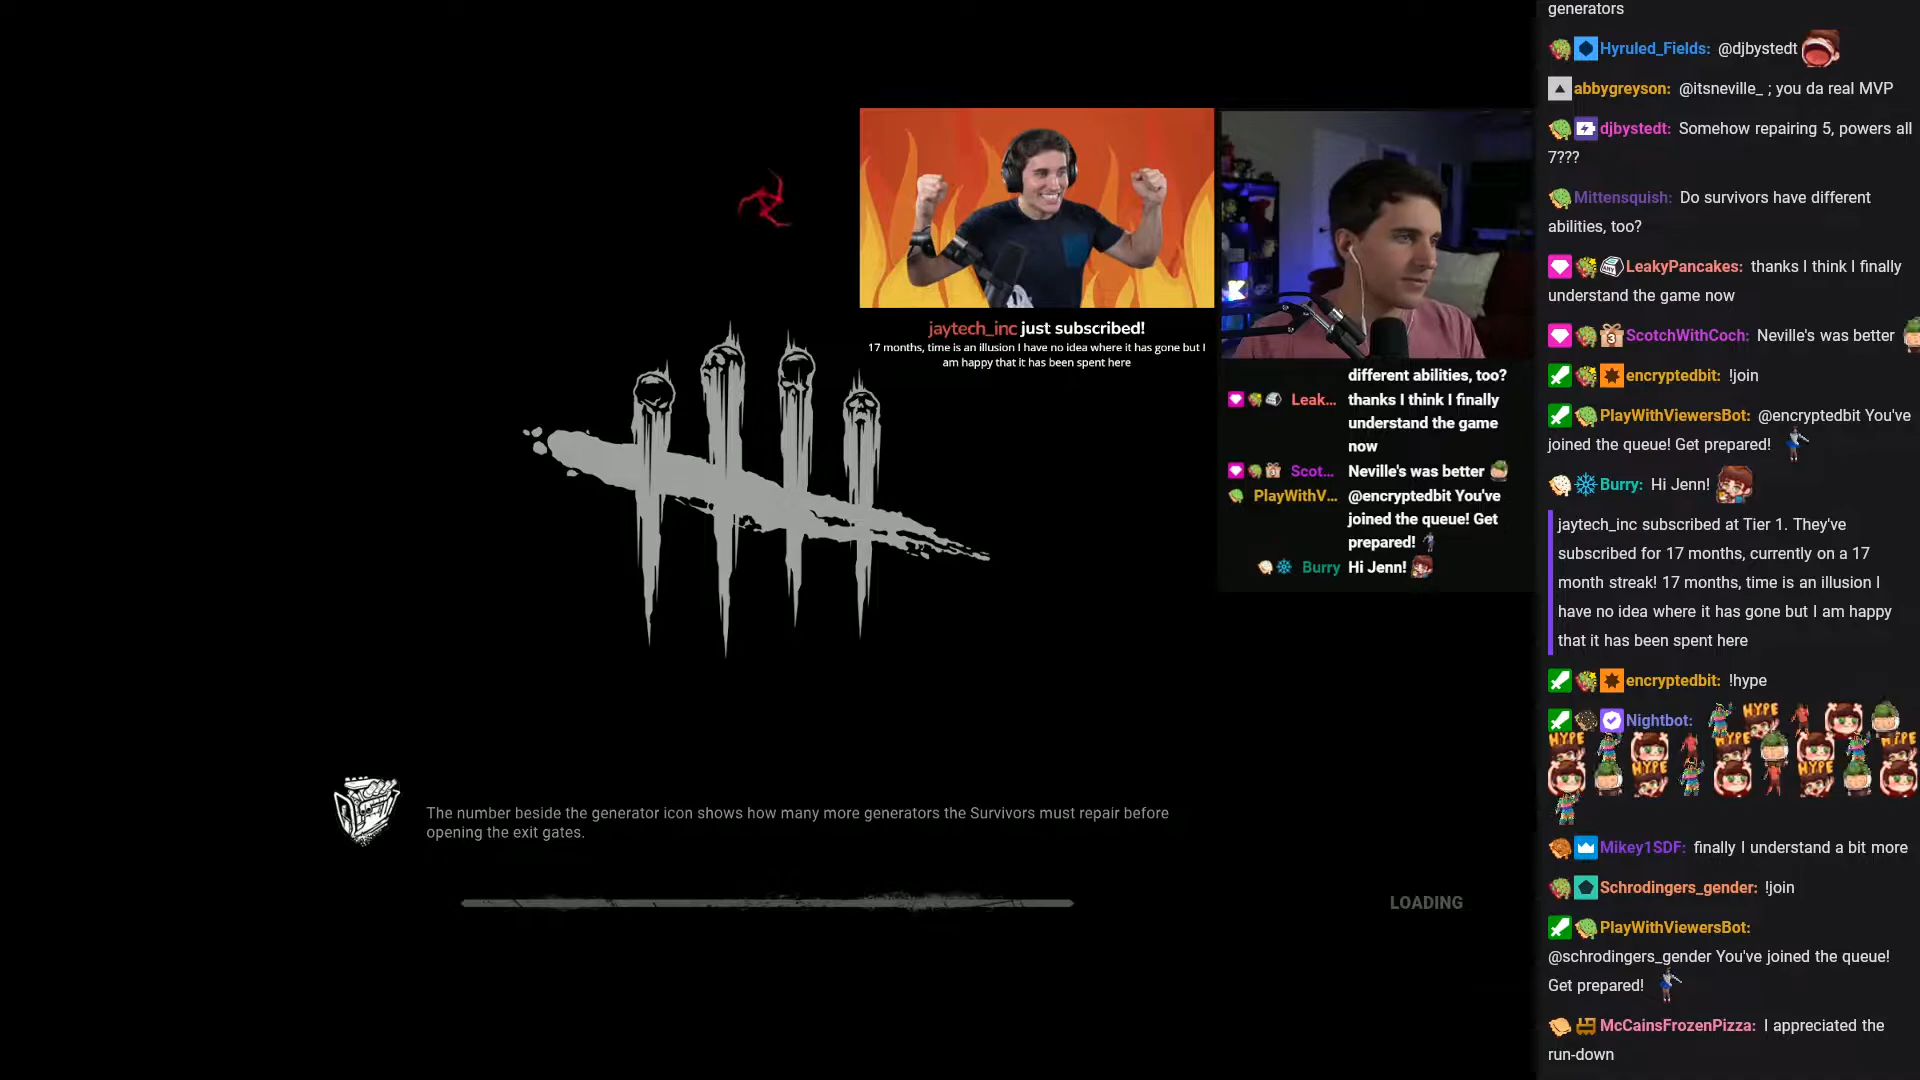 jaytech_inc just subscribed!
17 months, time is an illusion I have no idea where it has gone but I
am happy that it has been spent here
different abilities, too?
Leak... thanks I think I finally
understand the game
now
Scot... Neville's was better
PlayWithV... @encryptedbit You've
joined the queue! Get
prepared!
Burry Hi Jenn!
The number beside the generator icon shows how many more generators the Survivors must repair before
opening the exit gates.
LOADING
generators
Hyruled_Fields: @djbystedt
abbygreyson: @itsneville_ ; you da real MVP
djbystedt: Somehow repairing 5, powers all
7???
Mittensquish: Do survivors have different
abilities, too?
LeakyPancakes: thanks I think I finally
understand the game now
3 ScotchWithCoch: Neville's was better
encryptedbit: !join
PlayWithViewersBot: @encryptedbit You've
joined the queue! Get prepared!
Burry: Hi Jenn!
jaytech_inc subscribed at Tier 1. They've
subscribed for 17 months, currently on a 17
month streak! 17 months, time is an illusion I
have no idea where it has gone but I am happy
that it has been spent here
encryptedbit: !hype
Nightbot: HYPE
HYPE HYPE HYPE
HYPE HYPE
Mikey1SDF: finally I understand a bit more
Schrodingers_gender: !join
PlayWithViewersBot:
@schrodingers_gender You've joined the queue!
Get prepared!
McCainsFrozenPizza: I appreciated the
run-down